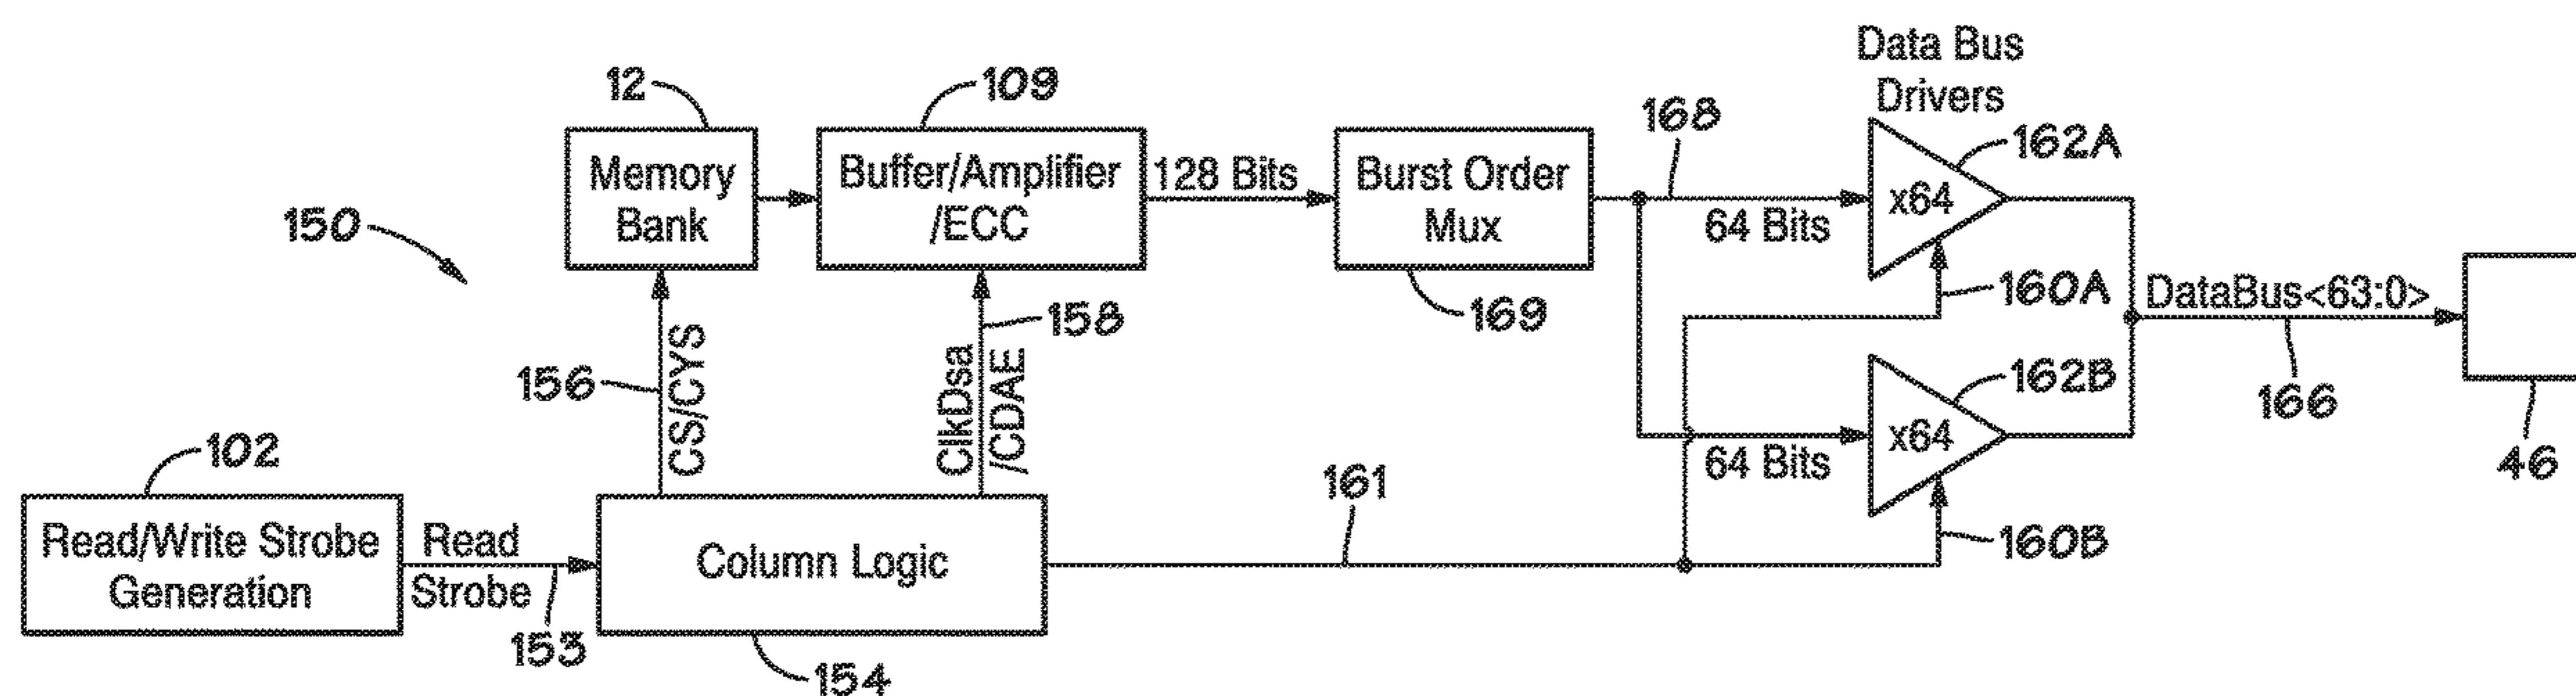 Data Bus
Drivers
12
109
168
162A
Memory
Bank
Buffer/Amplifier
/ECC
128 Bits
Burst Order
Mux
64 Bits
x64
150
160A
DataBus<63:0>
158
169
156
CS/CYS
ClkDsa
/CDAE
162B
166
x64
64 Bits
46
102
161
Read/Write Strobe
Generation
Read
Strobe
Column Logic
160B
153
154